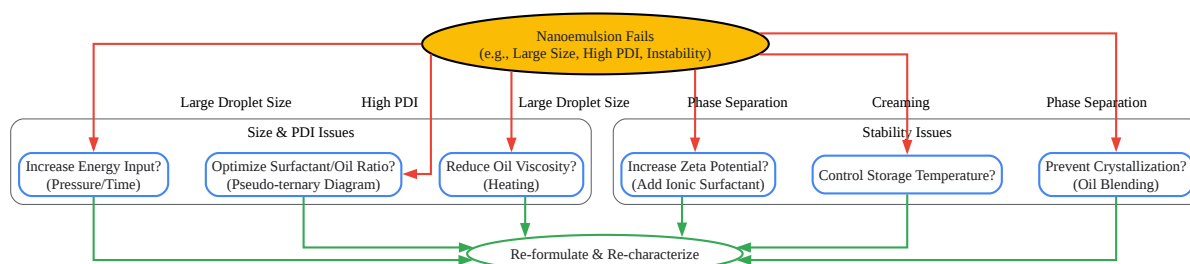 Nanoemulsion Fails
(e.g., Large Size, High PDI, Instability)
Large Droplet Size
High PDI
Large Droplet Size
Phase Separation
Creaming
Phase Separation
Size & PDI Issues
Stability Issues
Increase Energy Input?
(Pressure/Time)
Optimize Surfactant/Oil Ratio?
(Pseudo-ternary Diagram)
Reduce Oil Viscosity?
(Heating)
Increase Zeta Potential?
(Add Ionic Surfactant)
Control Storage Temperature?
Prevent Crystallization?
(Oil Blending)
Re-formulate & Re-characterize